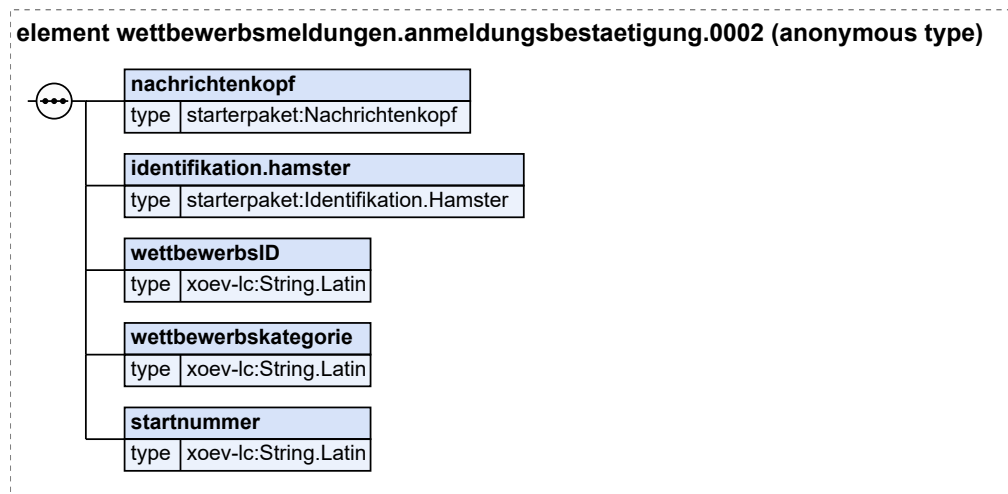 element wettbewerbsmeldungen.anmeldungsbestaetigung.0002 (anonymous type)
nachrichtenkopf
type starterpaket:Nachrichtenkopf
identifikation.hamster
type starterpaket:Identifikation.Hamster
wettbewerbsID
type xoev-lc:String.Latin
wettbewerbskategorie
type xoev-lc:String.Latin
startnummer
type xoev-lc:String.Latin